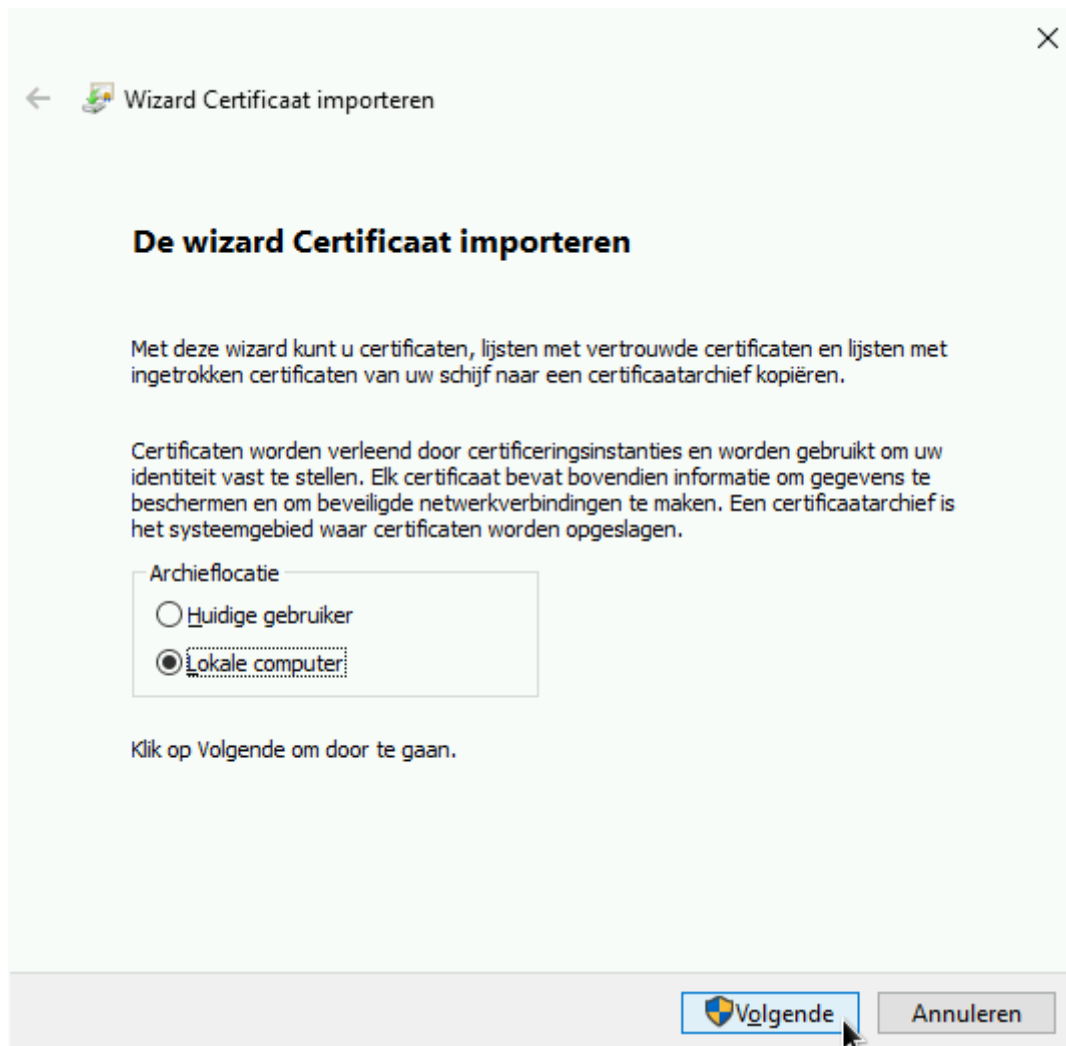 Wizard Certificaat importeren
De wizard Certificaat importeren
Met deze wizard kunt u certificaten, lijsten met vertrouwde certificaten en lijsten met
ingetrokken certificaten van uw schijf naar een certificaatarchief kopiëren.
Certificaten worden verleend door certificeringsinstanties en worden gebruikt om uw
identiteit vast te stellen. Elk certificaat bevat bovendien informatie om gegevens te
beschermen en om beveiligde netwerkverbindingen te maken. Een certificaatarchief is
het systeemgebied waar certificaten worden opgeslagen.
Archieflocatie
Huidige gebruiker
Lokale computer
Klik op Volgende om door te gaan.
Volgende Annuleren